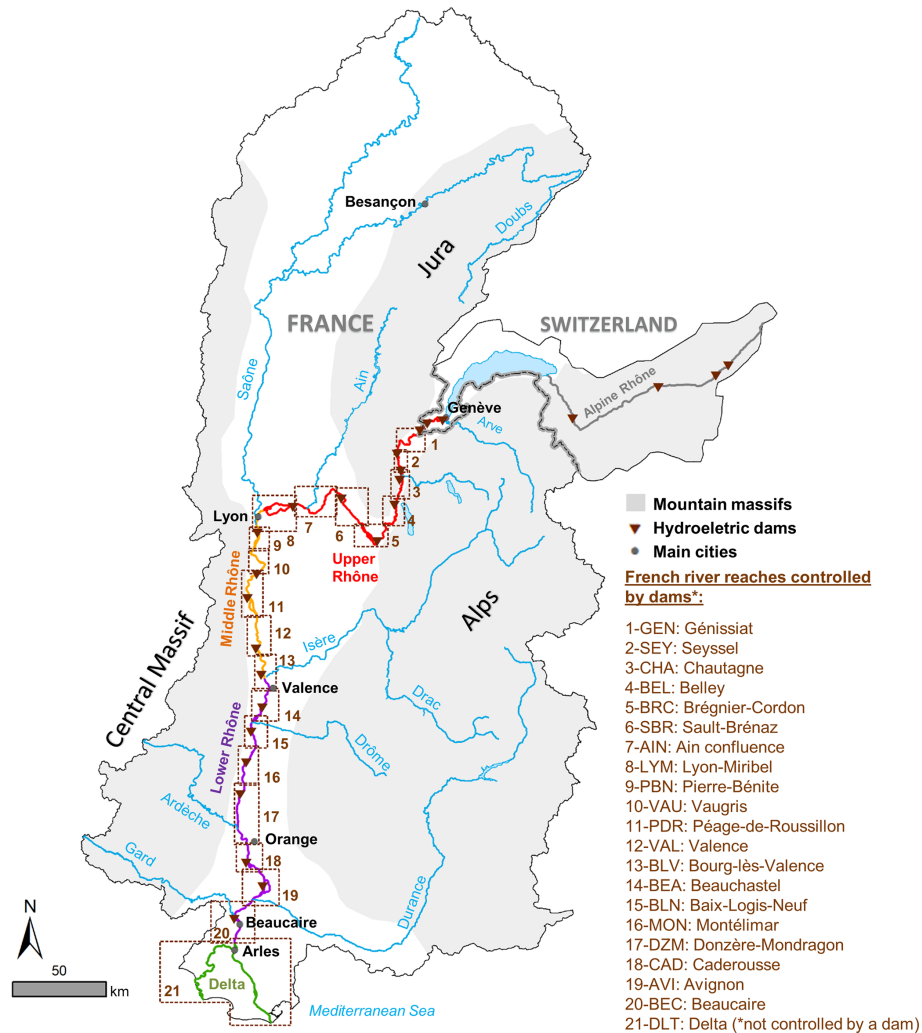 Besançon
Doubs
Jura
FRANCE
SWITZERLAND
Saône
Ain
Alpine Rhône
Genève
Arve
1
2
3
4
5
6
7
8
Lyon
Upper
Rhône
9
10
11
12
13
Middle Rhône
Central Massif
Alps
Isère
Valence
Drac
14
15
Drôme
Lower Rhône
16
Ardèche
17
Orange
18
Gard
19
Durance
20
Beaucaire
Arles
21
Delta
Mediterranean Sea
N
50
km
Mountain massifs
Hydroeletric dams
Main cities
French river reaches controlled
by dams*:
1-GEN: Génissiat
2-SEY: Seyssel
3-CHA: Chautagne
4-BEL: Belley
5-BRC: Brégnier-Cordon
6-SBR: Sault-Brénaz
7-AIN: Ain confluence
8-LYM: Lyon-Miribel
9-PBN: Pierre-Bénite
10-VAU: Vaugris
11-PDR: Péage-de-Roussillon
12-VAL: Valence
13-BLV: Bourg-lès-Valence
14-BEA: Beauchastel
15-BLN: Baix-Logis-Neuf
16-MON: Montélimar
17-DZM: Donzère-Mondragon
18-CAD: Caderousse
19-AVI: Avignon
20-BEC: Beaucaire
21-DLT: Delta (*not controlled by a dam)